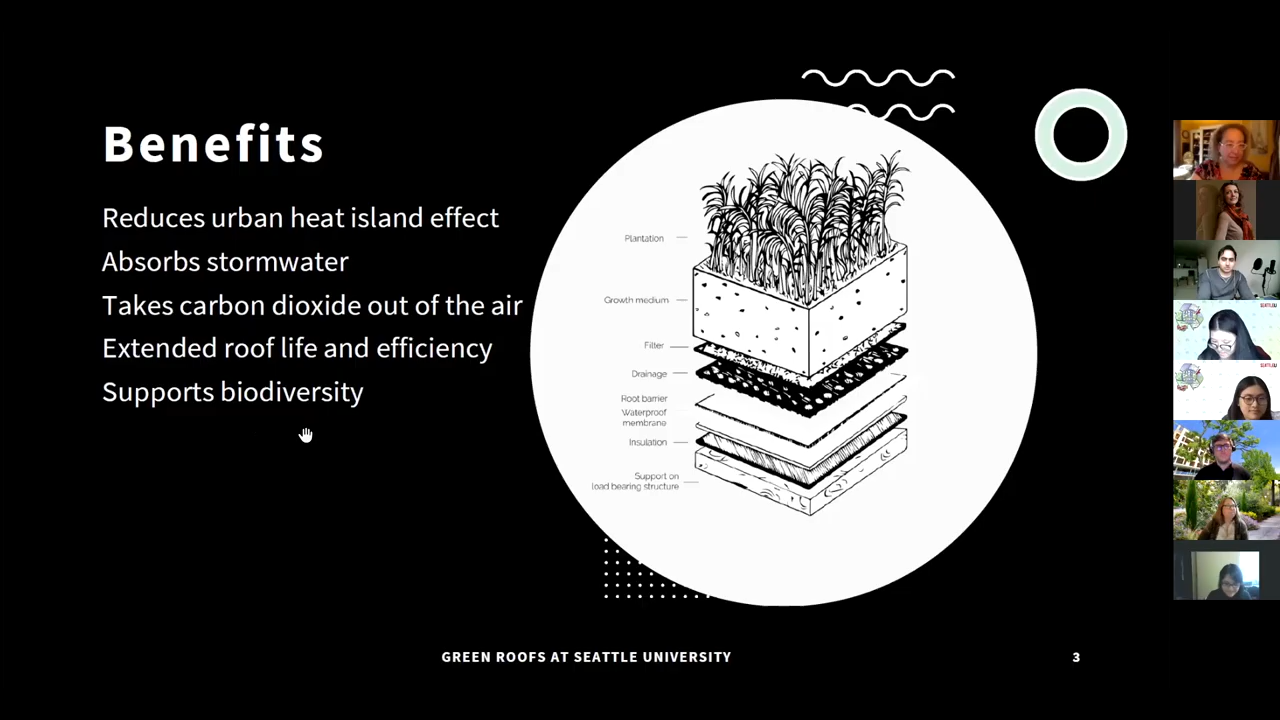 Benefits
Reduces urban heat island effect
Absorbs stormwater
Takes carbon dioxide out of the air
Extended roof life and efficiency
Supports biodiversity
Plantation
Growth medium
Filter
Drainage
Root barrier
Waterproof
membrane
Insulation
Support on
load bearing structure
GREEN ROOFS AT SEATTLE UNIVERSITY
3